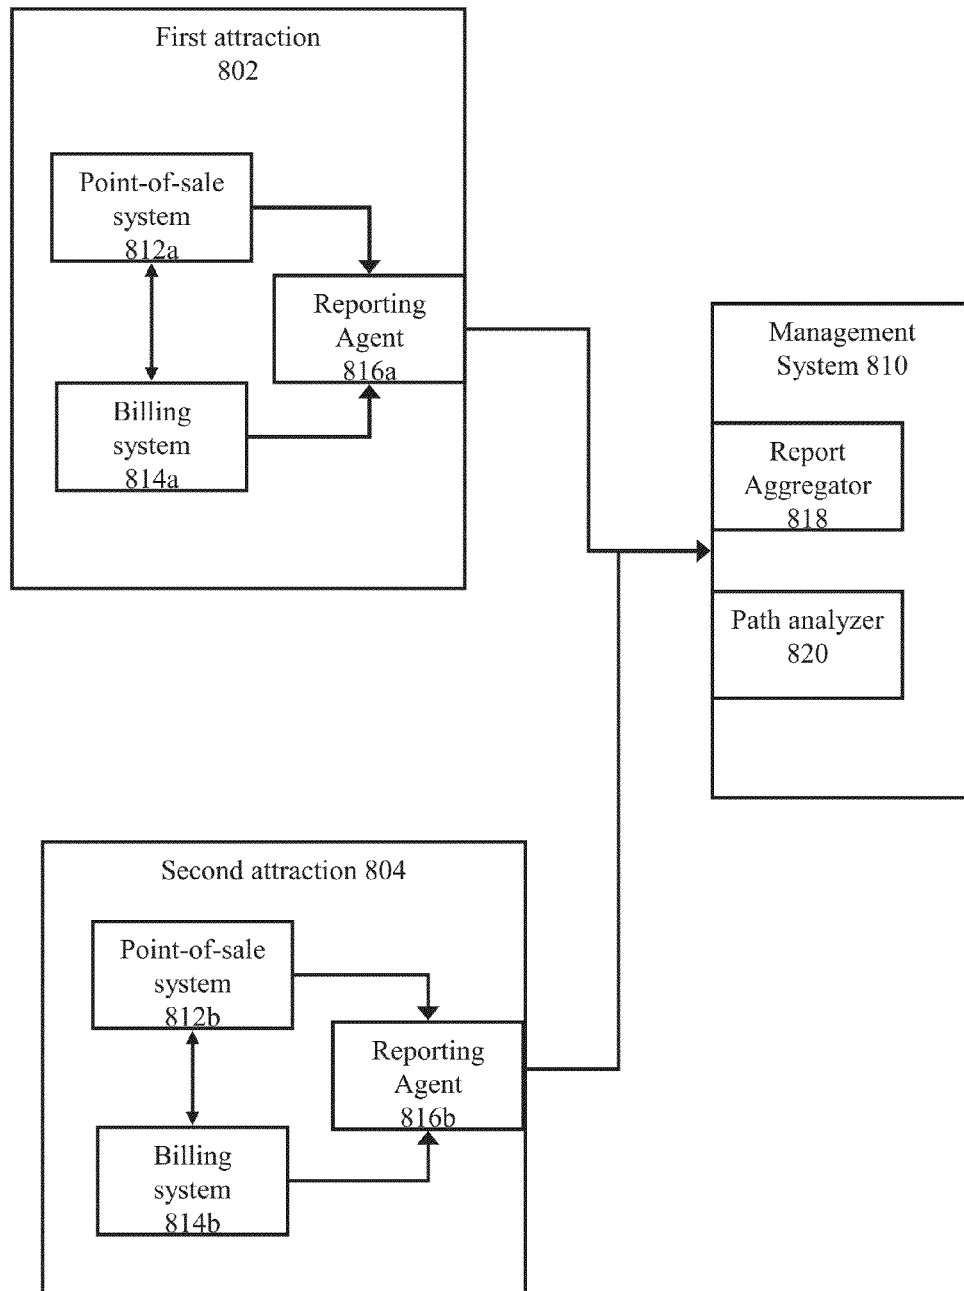 First attraction
802
Point-of-sale
system
812a
Reporting
Agent
816a
Billing
system
814a
Management
System 810
Report
Aggregator
818
Path analyzer
820
Second attraction 804
Point-of-sale
system
812b
Reporting
Agent
816b
Billing
system
814b